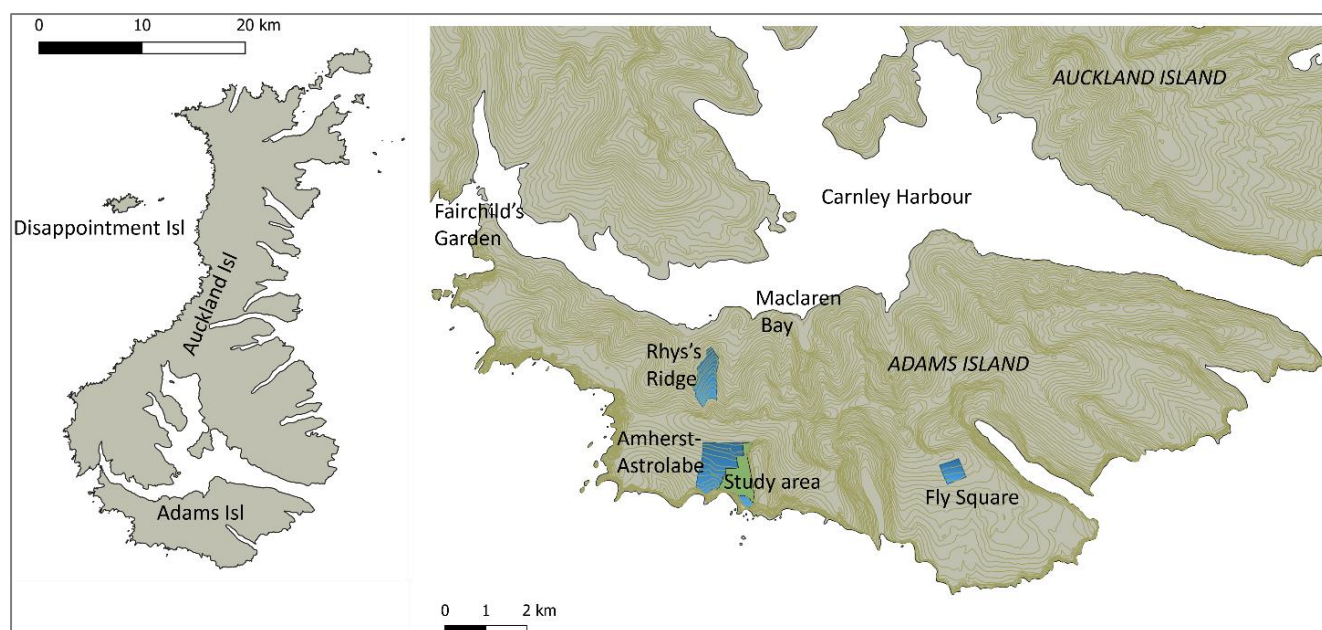 0 10 20 km
Disappointment Isl
Auckland Isl
Adams Isl
AUCKLAND ISLAND
Carnley Harbour
Fairchild's
Garden
Maclaren
Bay
Rhys's
Ridge
ADAMS ISLAND
Amherst-
Astrolabe
Study area
Fly Square
0 1 2 km